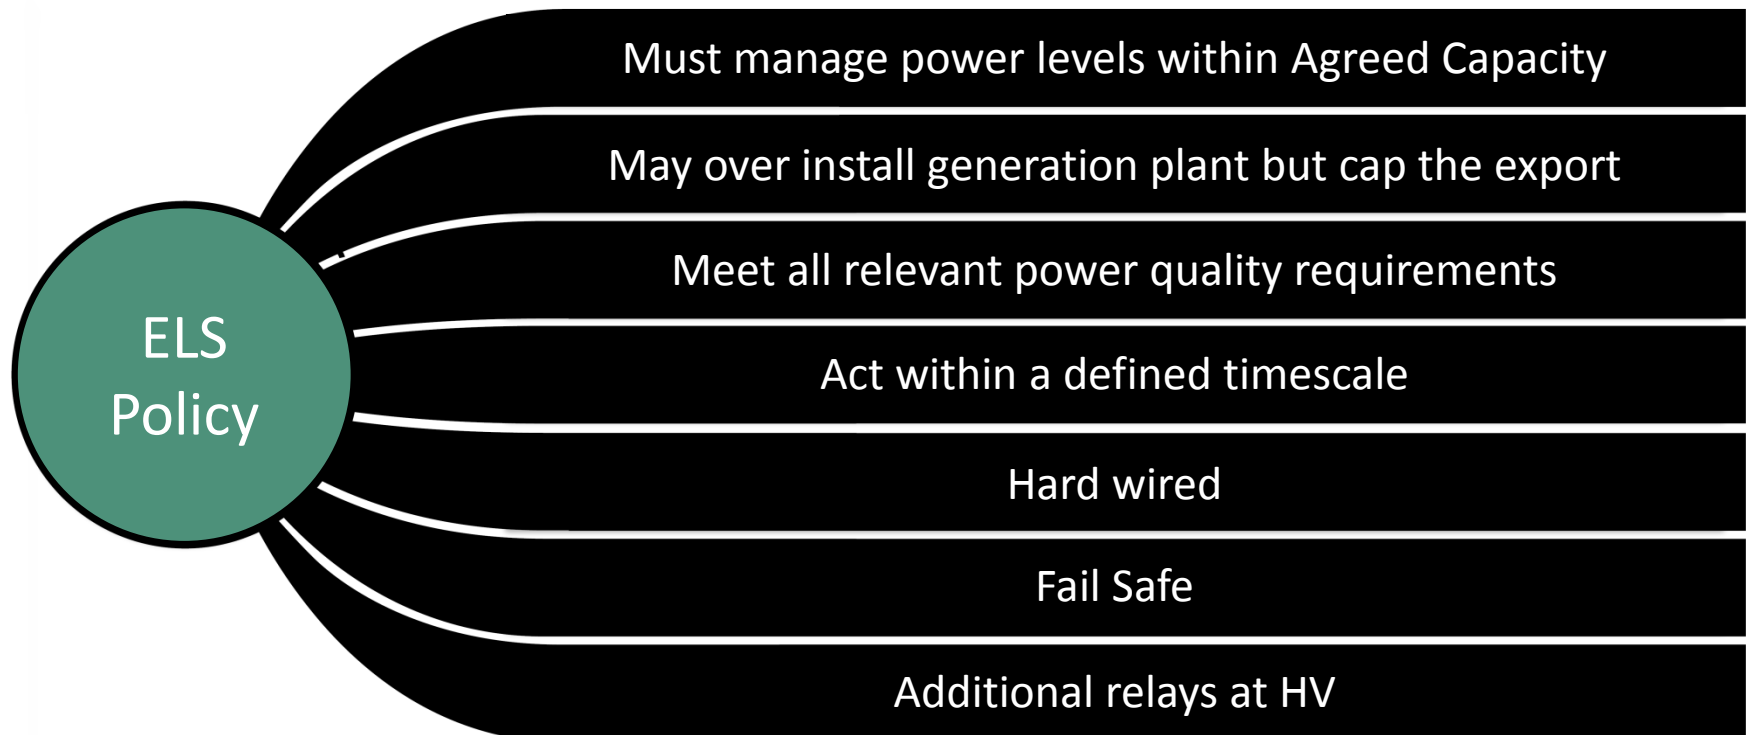 Must manage power levels within Agreed Capacity
May over install generation plant but cap the export
Meet all relevant power quality requirements
ELS
Policy
Act within a defined timescale
Hard wired
Fail Safe
Additional relays at HV